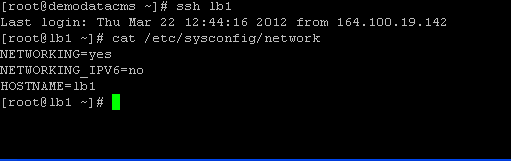 [root@demodatacms ~]# ssh lb1
Last login: Thu Mar 22 12:44:16 2012 from 164.100.19.142
[root@lb1 ~]# cat /etc/sysconfig/network
NETWORKING=yes
NETWORKING_IPV6=no
HOSTNAME=lb1
[root@lb1 ~]#